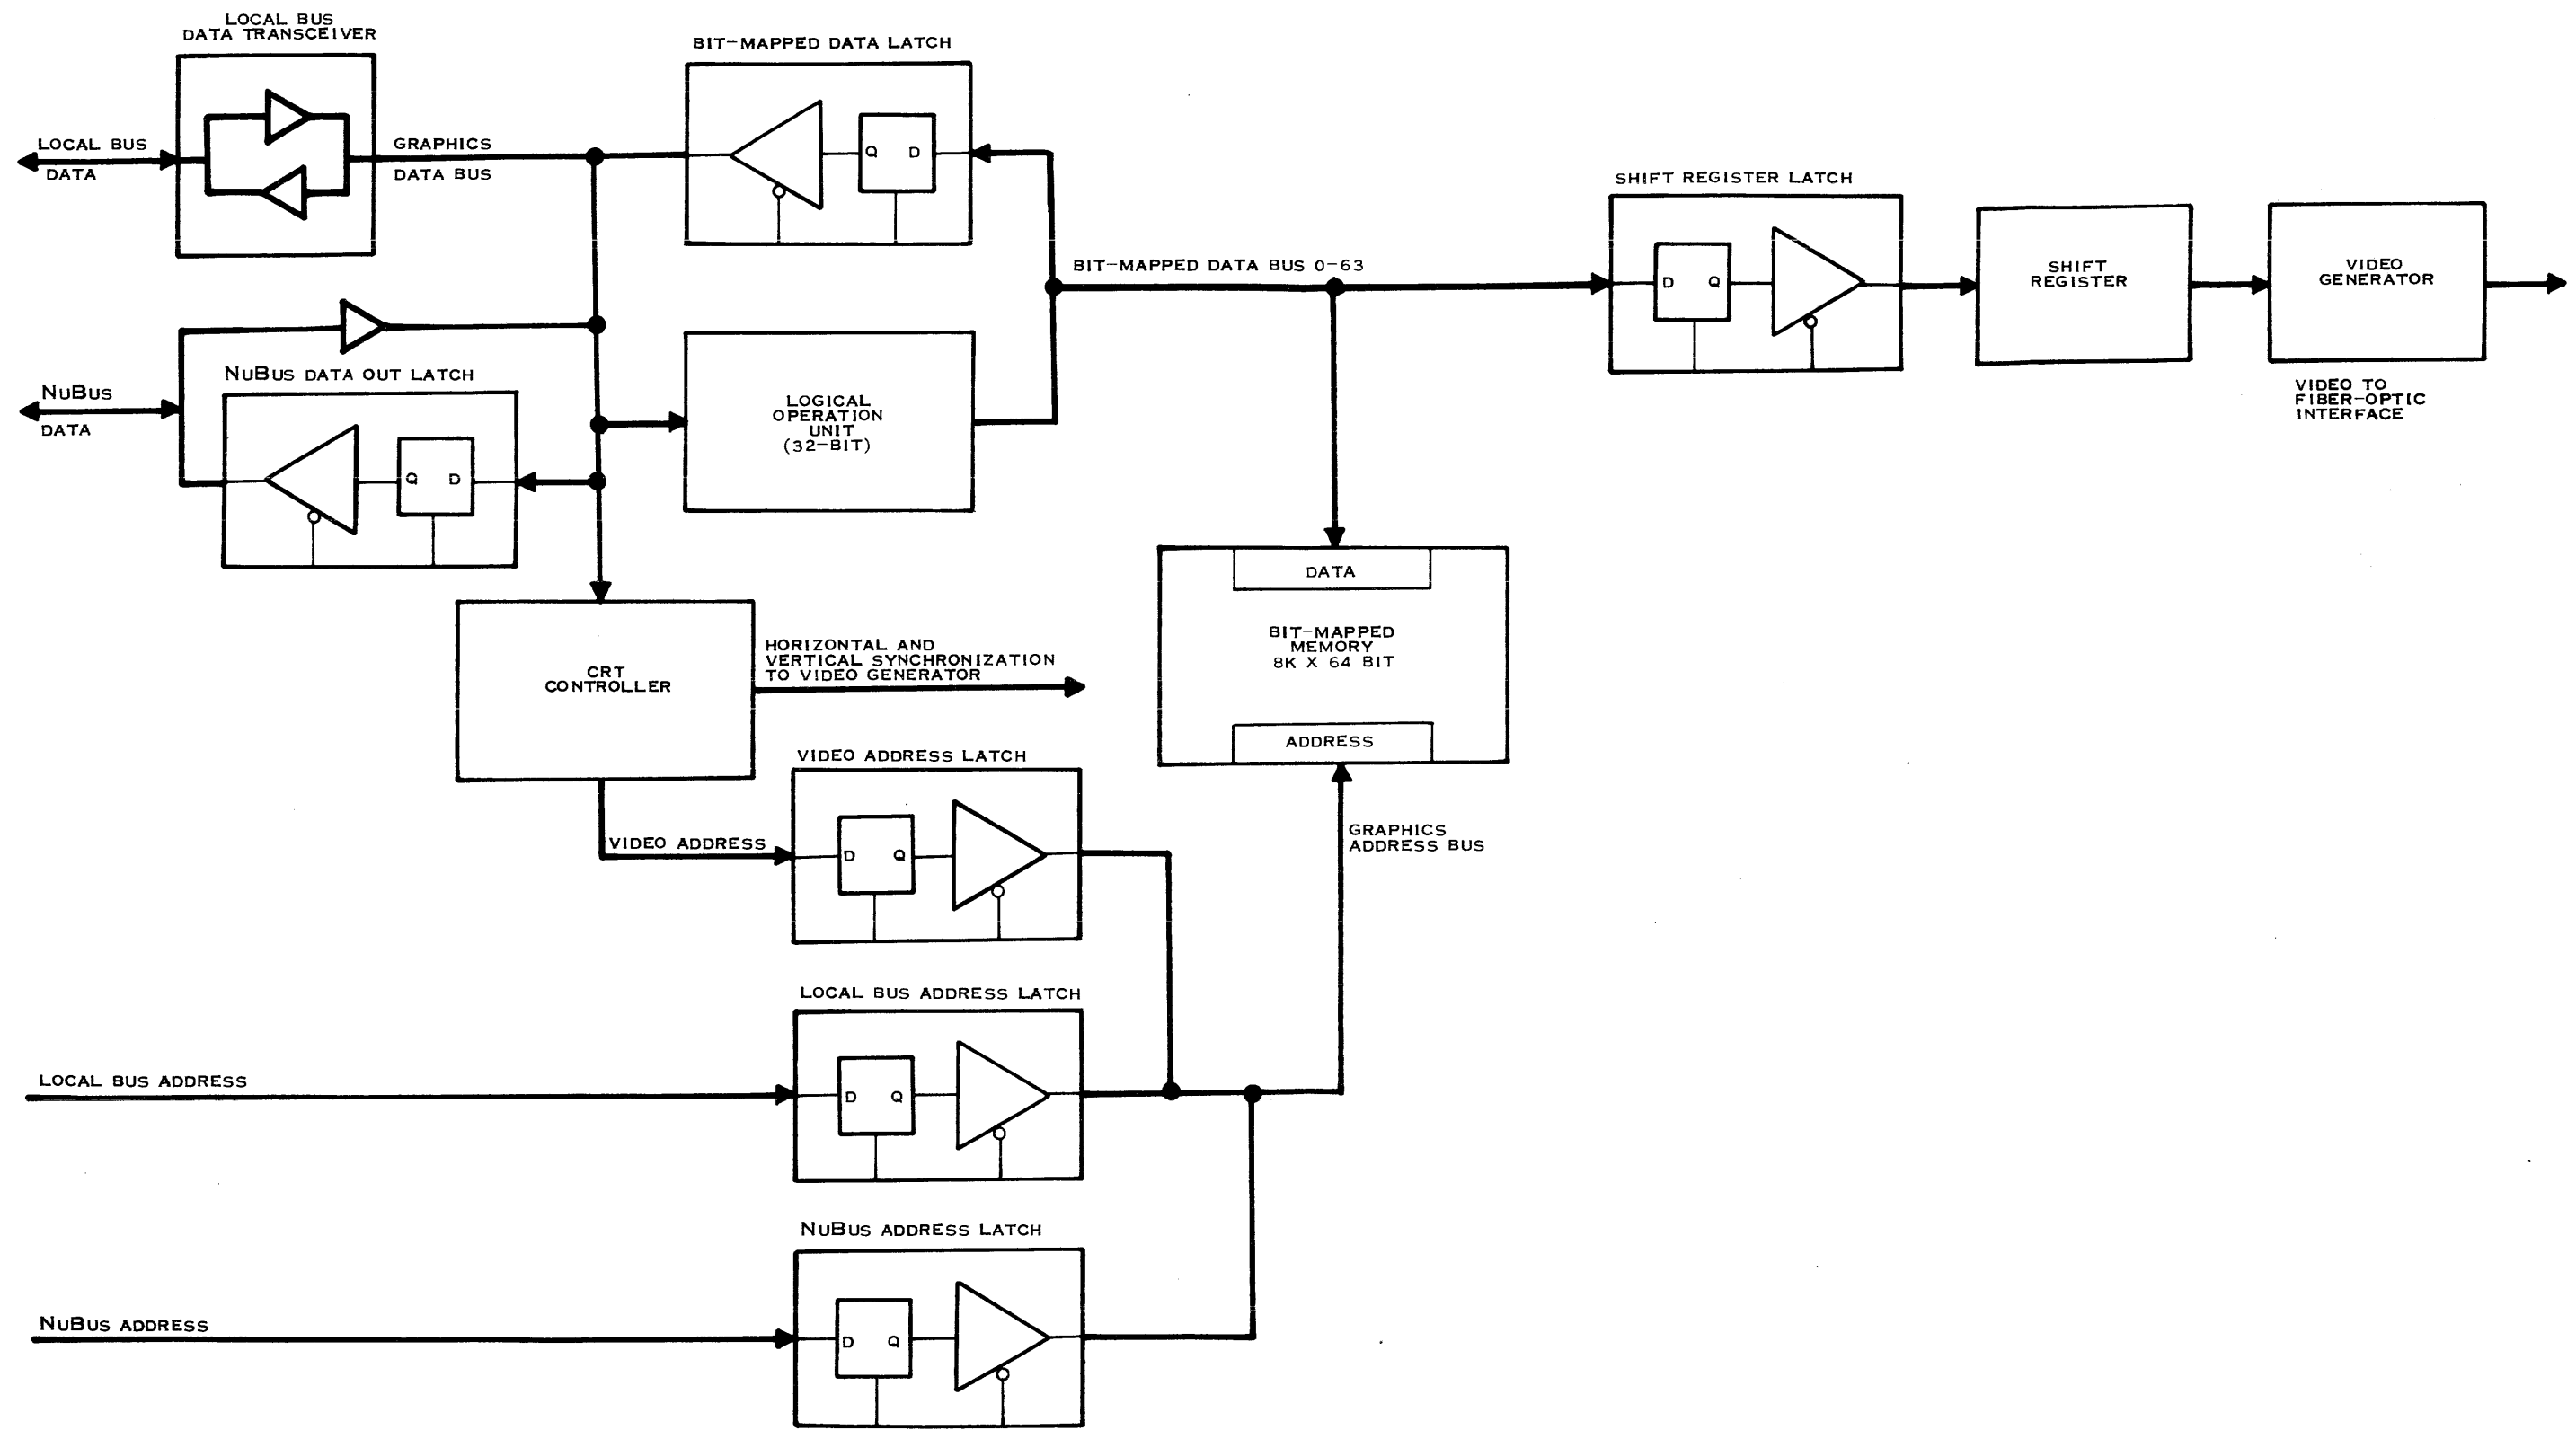 LOCAL BUS
DATA TRANSCEIVER
BIT-MAPPED DATA LATCH
LOCAL BUS
DATA
GRAPHICS
DATA BUS
Q D
SHIFT REGISTER LATCH
BIT-MAPPED DATA BUS 0-63
D Q
SHIFT
REGISTER
VIDEO
GENERATOR
VIDEO TO
FIBER-OPTIC
INTERFACE
NUBUS DATA OUT LATCH
NUBUS
DATA
Q D
LOGICAL
OPERATION
UNIT
(32-BIT)
DATA
BIT-MAPPED
MEMORY
8K X 64 BIT
ADDRESS
CRT
CONTROLLER
HORIZONTAL AND
VERTICAL SYNCHRONIZATION
TO VIDEO GENERATOR
VIDEO ADDRESS LATCH
VIDEO ADDRESS
D Q
GRAPHICS
ADDRESS BUS
LOCAL BUS ADDRESS LATCH
LOCAL BUS ADDRESS
D Q
NUBUS ADDRESS LATCH
NUBUS ADDRESS
D Q